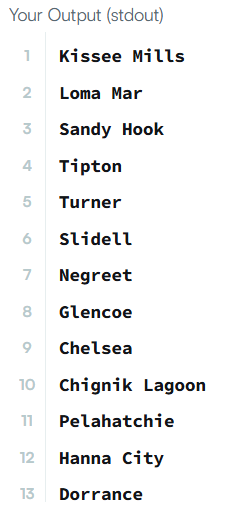 Your Output (stdout)
1 Kissee Mills
2 Loma Mar
3 Sandy Hook
4 Tipton
5 Turner
6 Slidell
7 Negreet
8 Glencoe
9 Chelsea
10 Chignik Lagoon
11 Pelahatchie
12 Hanna City
13 Dorrance